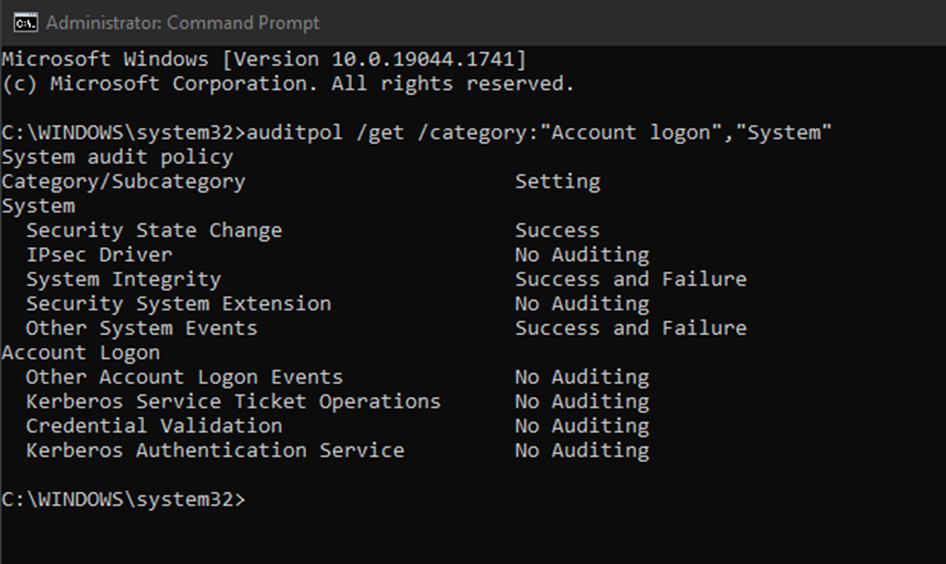 Administrator: Command Prompt
Microsoft Windows [Version 10.0.19044.1741]
(c) Microsoft Corporation. All rights reserved.
C:\WINDOWS\system32>auditpol /get /category:"Account logon","System"
System audit policy
Category/Subcategory Setting
System
Security State Change Success
IPsec Driver No Auditing
System Integrity Success and Failure
Security System Extension No Auditing
Other System Events Success and Failure
Account Logon
Other Account Logon Events No Auditing
Kerberos Service Ticket Operations No Auditing
Credential Validation No Auditing
Kerberos Authentication Service No Auditing
C:\WINDOWS\system32>